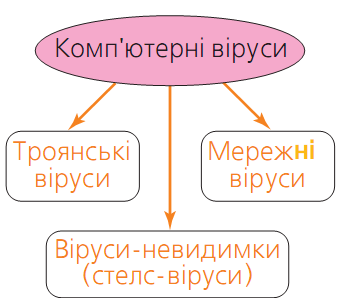 Комп'ютерні віруси
Троянські
віруси
Мережні
віруси
Віруси-невидимки
(стелс-віруси)